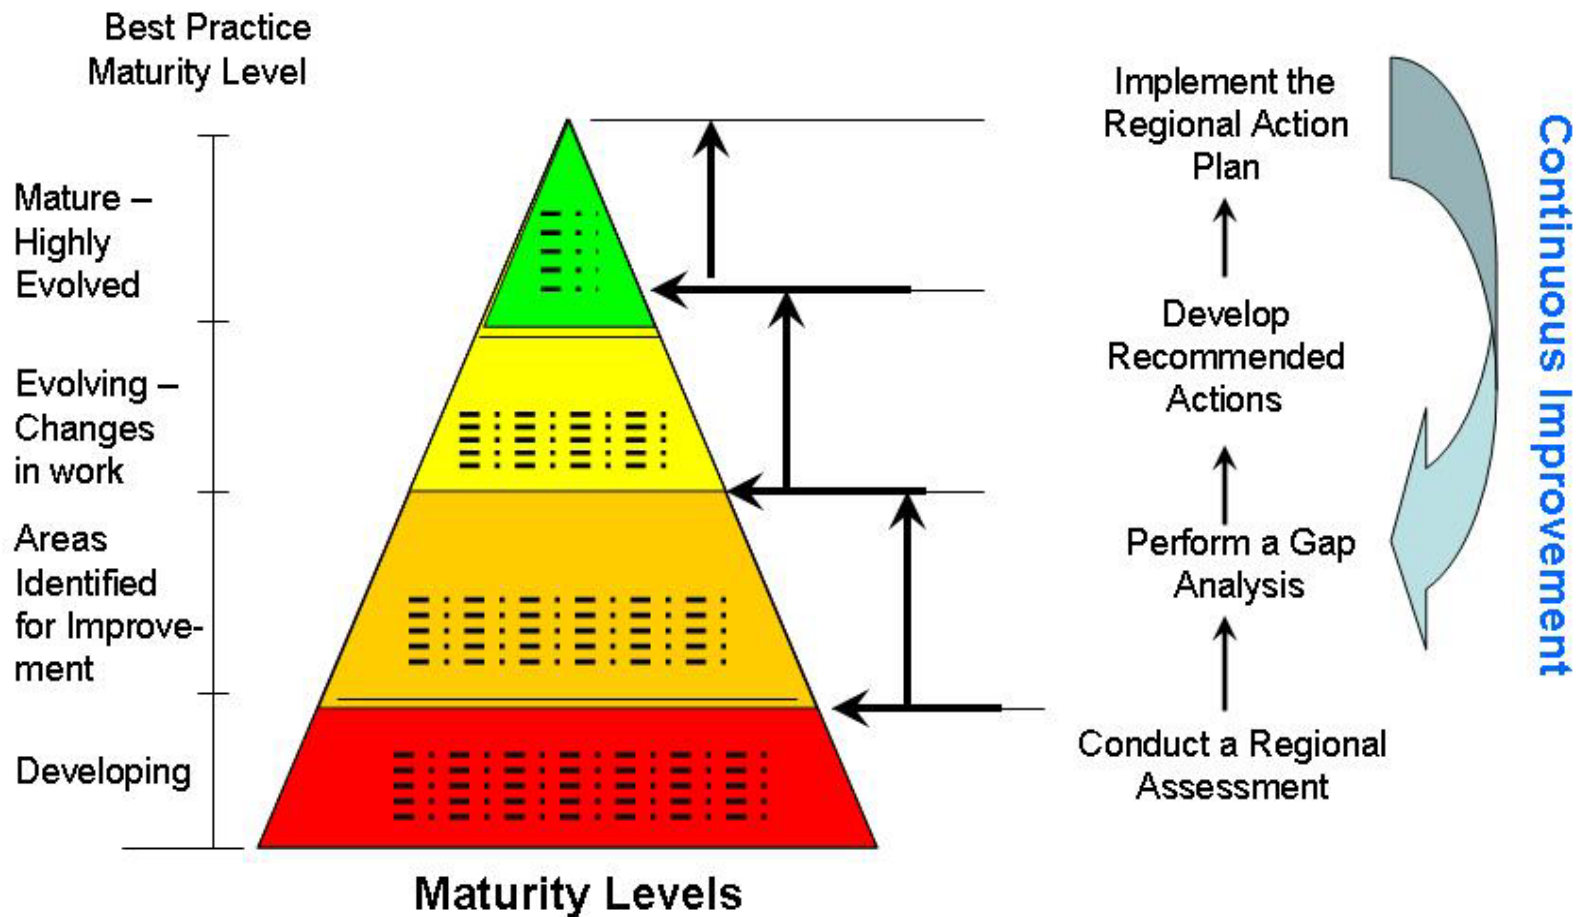 Best Practice
Maturity Level
Mature –
Highly
Evolved
Evolving –
Changes
in work
Areas
Identified
for Improve-
ment
Developing
Maturity Levels
Implement the
Regional Action
Plan
Develop
Recommended
Actions
Perform a Gap
Analysis
Conduct a Regional
Assessment
Continuous Improvement